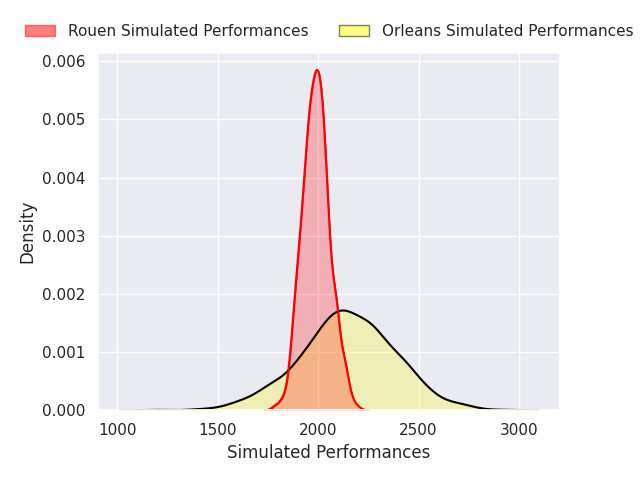 Rouen Simulated Performances
Orleans Simulated Performances
0.006
0.005
0.004
0.003
0.002
0.001
0.000
Density
1000 1500 2000 2500 3000
Simulated Performances